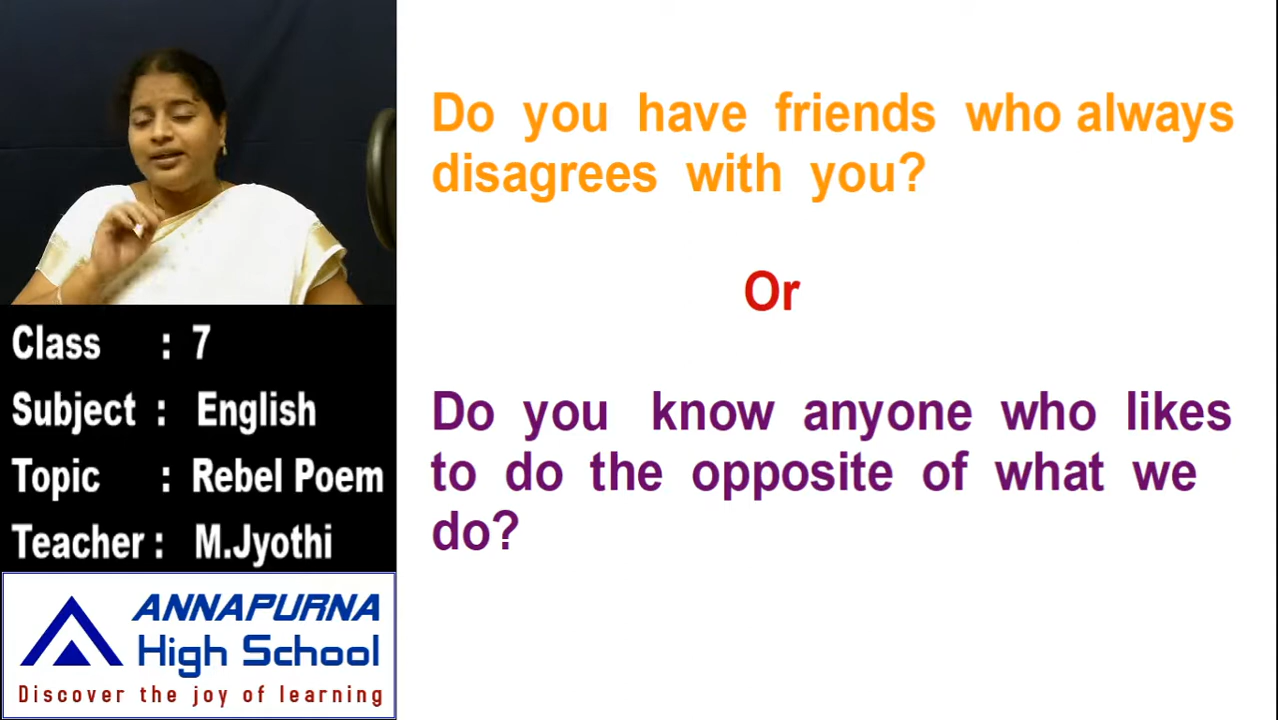 Do you have friends who always
disagrees with you?
Or
Do you know anyone who likes
to do the opposite of what we
do?
Class : 7
Subject : English
Topic : Rebel Poem
Teacher : M.Jyothi
ANNAPURNA
High School
Discover the joy of learning